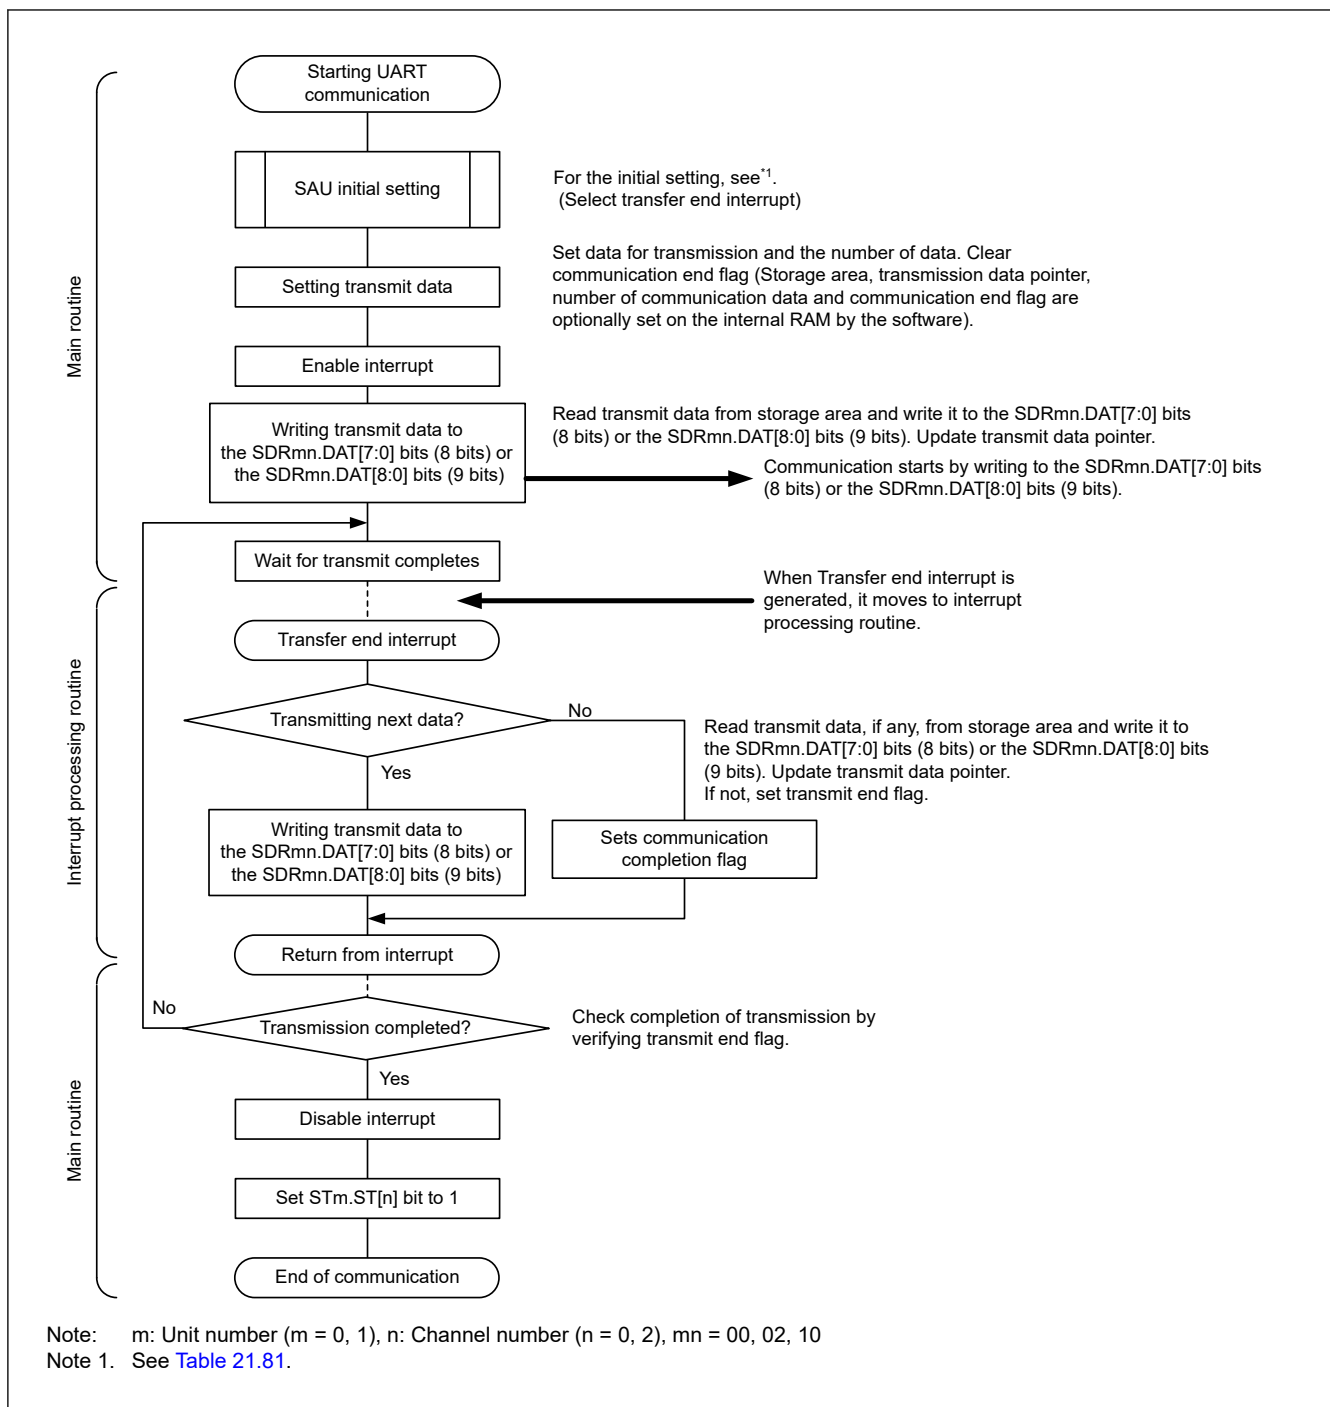 Starting UART
communication
SAU initial setting
For the initial setting, see*1.
(Select transfer end interrupt)
Set data for transmission and the number of data. Clear
communication end flag (Storage area, transmission data pointer,
number of communication data and communication end flag are
optionally set on the internal RAM by the software).
Setting transmit data
Main routine
Enable interrupt
Writing transmit data to
the SDRmn.DAT[7:0] bits (8 bits) or
the SDRmn.DAT[8:0] bits (9 bits)
Read transmit data from storage area and write it to the SDRmn.DAT[7:0] bits
(8 bits) or the SDRmn.DAT[8:0] bits (9 bits). Update transmit data pointer.
Communication starts by writing to the SDRmn.DAT[7:0] bits
(8 bits) or the SDRmn.DAT[8:0] bits (9 bits).
Wait for transmit completes
When Transfer end interrupt is
generated, it moves to interrupt
processing routine.
Transfer end interrupt
Transmitting next data?
No
Yes
Read transmit data, if any, from storage area and write it to
the SDRmn.DAT[7:0] bits (8 bits) or the SDRmn.DAT[8:0] bits
(9 bits). Update transmit data pointer.
If not, set transmit end flag.
Interrupt processing routine
Writing transmit data to
the SDRmn.DAT[7:0] bits (8 bits) or
the SDRmn.DAT[8:0] bits (9 bits)
Sets communication
completion flag
Return from interrupt
No
Transmission completed?
Check completion of transmission by
verifying transmit end flag.
Yes
Main routine
Disable interrupt
Set STm.ST[n] bit to 1
End of communication
Note: m: Unit number (m = 0, 1), n: Channel number (n = 0, 2), mn = 00, 02, 10
Note 1. See Table 21.81.